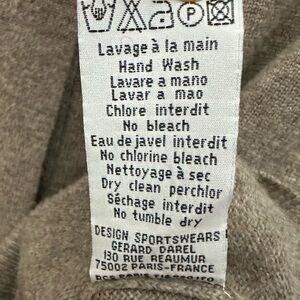 Lavage à la main
Hand Wash
Lavare a mano
Lavar a mao
Chlore interdit
No bleach
Eau de javel interdit
No chlorine bleach
Nettoyage à sec
Dry clean perchlor
Séchage interdit
No tumble dry
DESIGN SPORTSWEARS
GERARD DAREL
130 RUE REAUMUR
75002 PARIS-FRANCE
RCS PARIS